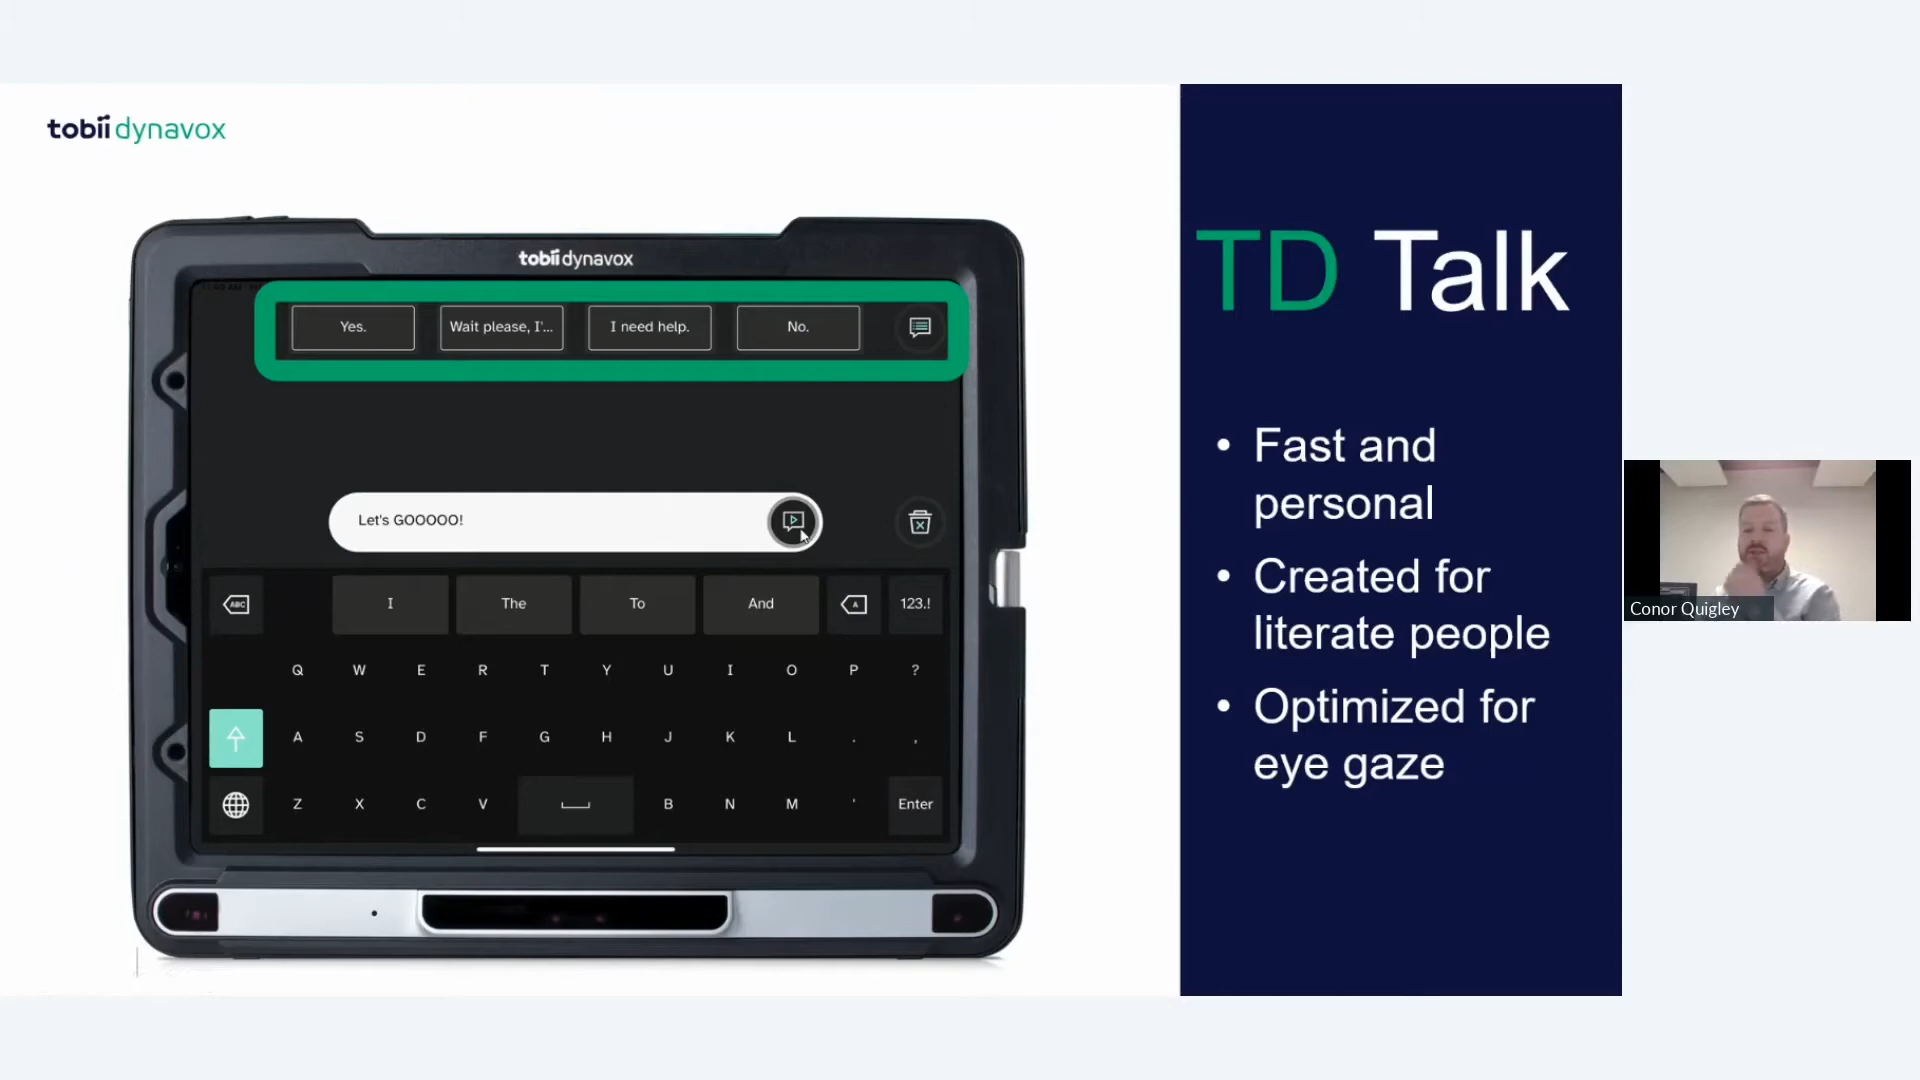 tobii dynavox
tobii dynavox
Yes.
Wait please, I'...
I need help.
No.
Let's GOOOOO!
ABC
I
The
To
And
A
123.!
Q W E R T Y U I O P ?
A S D F G H J K L . ,
Z X C V B N M ' Enter
TD Talk
• Fast and
personal
• Created for
literate people
• Optimized for
eye gaze
Conor Quigley